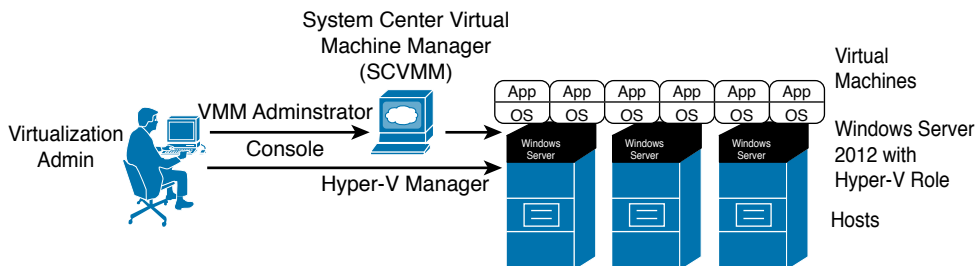 System Center Virtual
Machine Manager
(SCVMM)
Virtualization
Admin
VMM Adminstrator
Console
Hyper-V Manager
App App App App App App
OS OS OS OS OS OS
Windows
Server
Windows
Server
Windows
Server
Virtual
Machines
Windows Server
2012 with
Hyper-V Role
Hosts